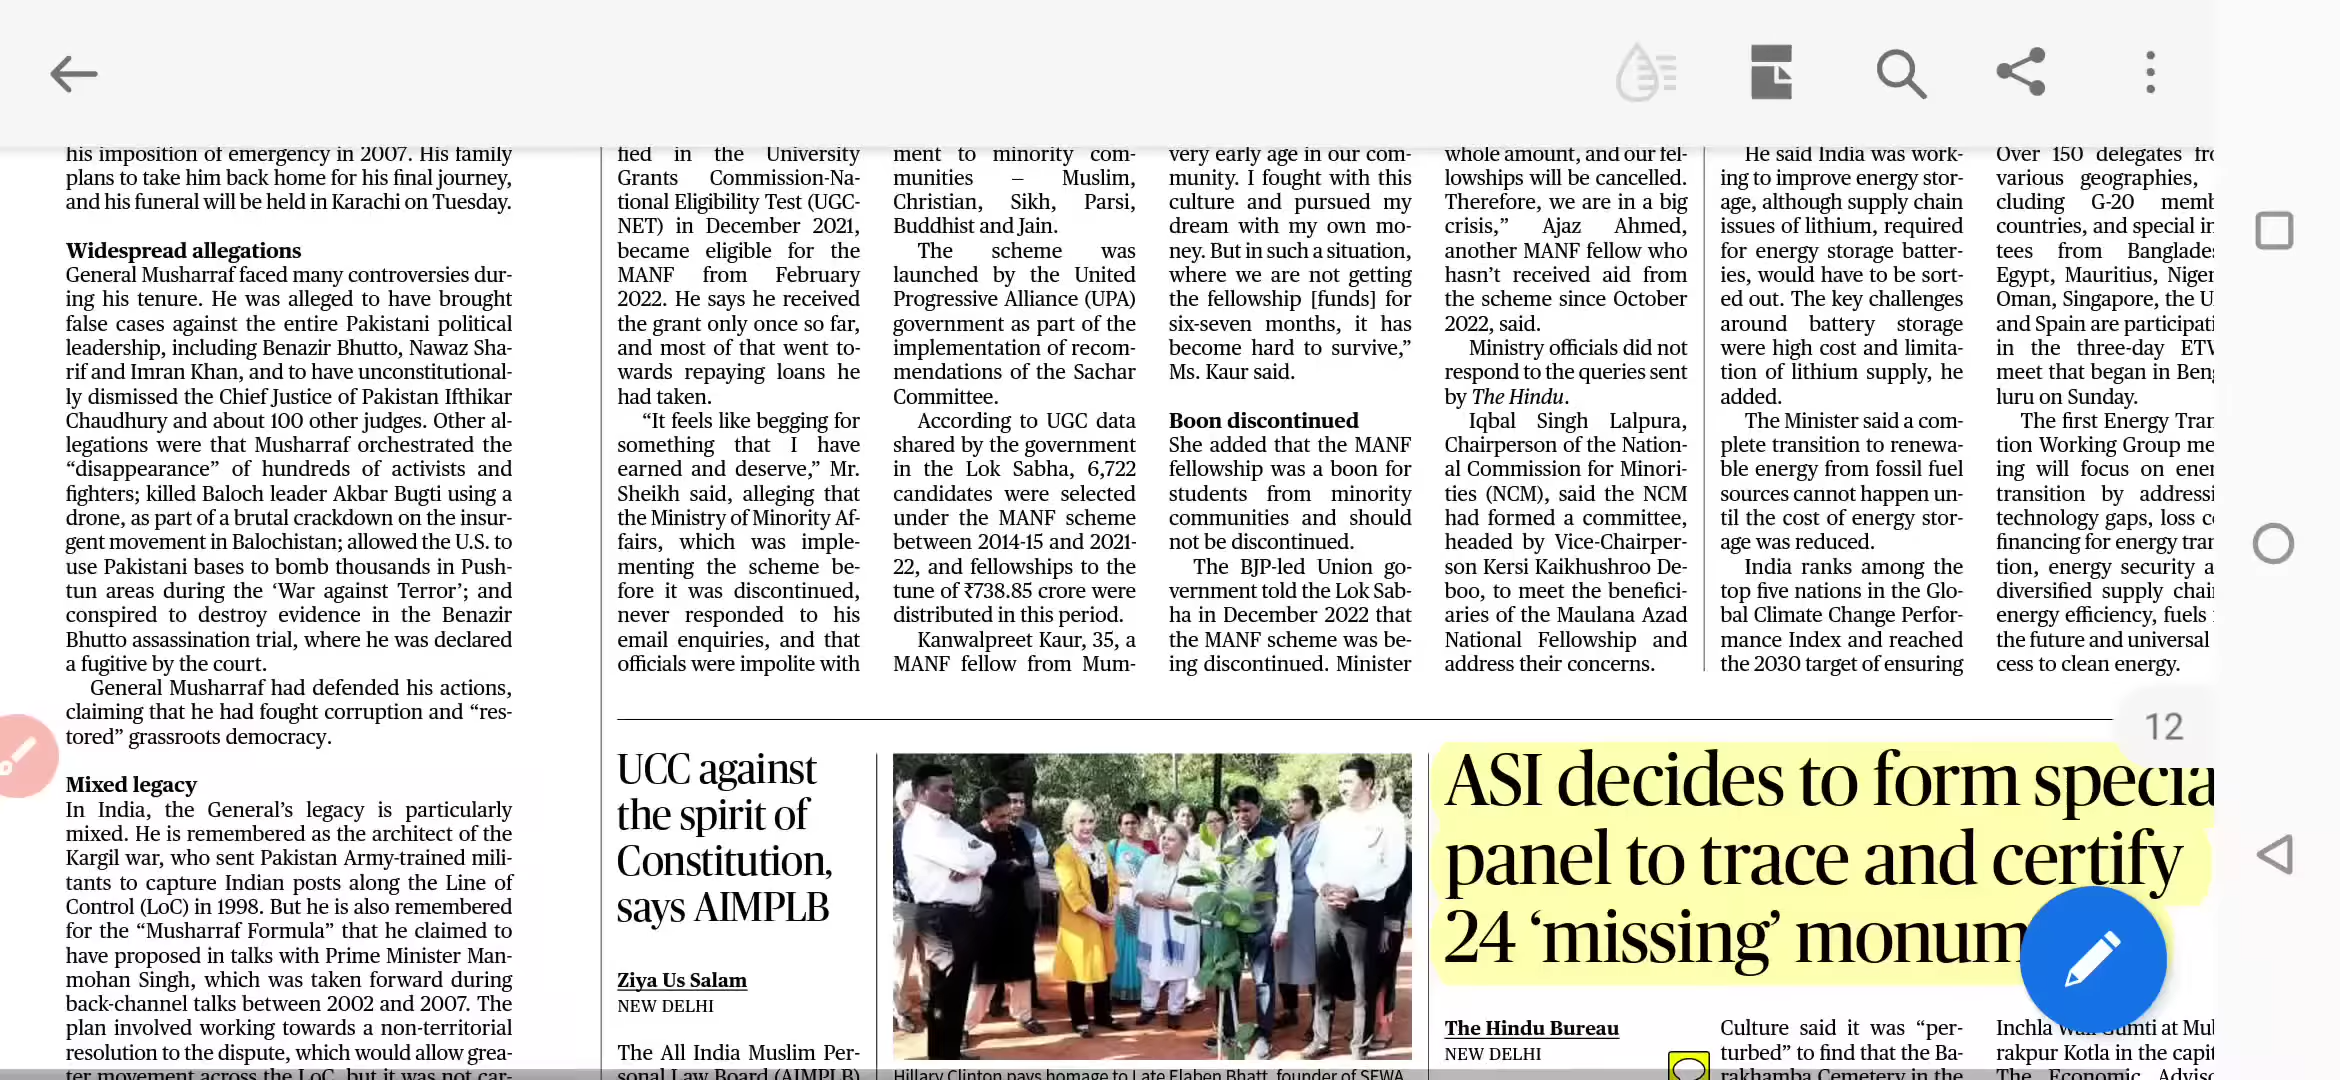 his imposition of emergency in 2007. His family
plans to take him back home for his final journey,
and his funeral will be held in Karachi on Tuesday.
Widespread allegations
General Musharraf faced many controversies dur-
ing his tenure. He was alleged to have brought
false cases against the entire Pakistani political
leadership, including Benazir Bhutto, Nawaz Sha-
rif and Imran Khan, and to have unconstitutional-
ly dismissed the Chief Justice of Pakistan Ifthikar
Chaudhury and about 100 other judges. Other al-
legations were that Musharraf orchestrated the
“disappearance” of hundreds of activists and
fighters; killed Baloch leader Akbar Bugti using a
drone, as part of a brutal crackdown on the insur-
gent movement in Balochistan; allowed the U.S. to
use Pakistani bases to bomb thousands in Push-
tun areas during the ‘War against Terror’; and
conspired to destroy evidence in the Benazir
Bhutto assassination trial, where he was declared
a fugitive by the court.
General Musharraf had defended his actions,
claiming that he had fought corruption and “res-
tored” grassroots democracy.
Mixed legacy
In India, the General’s legacy is particularly
mixed. He is remembered as the architect of the
Kargil war, who sent Pakistan Army-trained mili-
tants to capture Indian posts along the Line of
Control (LoC) in 1998. But he is also remembered
for the “Musharraf Formula” that he claimed to
have proposed in talks with Prime Minister Man-
mohan Singh, which was taken forward during
back-channel talks between 2002 and 2007. The
plan involved working towards a non-territorial
resolution to the dispute, which would allow grea-
ter movement across the LoC, but it was not car-
fied in the University
Grants Commission-Na-
tional Eligibility Test (UGC-
NET) in December 2021,
became eligible for the
MANF from February
2022. He says he received
the grant only once so far,
and most of that went to-
wards repaying loans he
had taken.
“It feels like begging for
something that I have
earned and deserve,” Mr.
Sheikh said, alleging that
the Ministry of Minority Af-
fairs, which was imple-
menting the scheme be-
fore it was discontinued,
never responded to his
email enquiries, and that
officials were impolite with
ment to minority com-
munities – Muslim,
Christian, Sikh, Parsi,
Buddhist and Jain.
The scheme was
launched by the United
Progressive Alliance (UPA)
government as part of the
implementation of recom-
mendations of the Sachar
Committee.
According to UGC data
shared by the government
in the Lok Sabha, 6,722
candidates were selected
under the MANF scheme
between 2014-15 and 2021-
22, and fellowships to the
tune of ₹738.85 crore were
distributed in this period.
Kanwalpreet Kaur, 35, a
MANF fellow from Mum-
very early age in our com-
munity. I fought with this
culture and pursued my
dream with my own mo-
ney. But in such a situation,
where we are not getting
the fellowship [funds] for
six-seven months, it has
become hard to survive,”
Ms. Kaur said.
Boon discontinued
She added that the MANF
fellowship was a boon for
students from minority
communities and should
not be discontinued.
The BJP-led Union go-
vernment told the Lok Sab-
ha in December 2022 that
the MANF scheme was be-
ing discontinued. Minister
whole amount, and our fel-
lowships will be cancelled.
Therefore, we are in a big
crisis,” Ajaz Ahmed,
another MANF fellow who
hasn’t received aid from
the scheme since October
2022, said.
Ministry officials did not
respond to the queries sent
by The Hindu.
Iqbal Singh Lalpura,
Chairperson of the Nation-
al Commission for Minori-
ties (NCM), said the NCM
had formed a committee,
headed by Vice-Chairper-
son Kersi Kaikhushroo De-
boo, to meet the benefici-
aries of the Maulana Azad
National Fellowship and
address their concerns.
He said India was work-
ing to improve energy stor-
age, although supply chain
issues of lithium, required
for energy storage batter-
ies, would have to be sort-
ed out. The key challenges
around battery storage
were high cost and limita-
tion of lithium supply, he
added.
The Minister said a com-
plete transition to renewa-
ble energy from fossil fuel
sources cannot happen un-
til the cost of energy stor-
age was reduced.
India ranks among the
top five nations in the Glo-
bal Climate Change Perfor-
mance Index and reached
the 2030 target of ensuring
Over 150 delegates
various geographies,
cluding G-20
countries, and special
tees from
Egypt, Mauritius,
Oman, Singapore, the
and Spain are
in the three-day
meet that began in
luru on Sunday.
The first Energy
tion Working Group
ing will focus on
transition by
technology gaps, loss
financing for energy
tion, energy security
diversified supply
energy efficiency, fuels
the future and universal
cess to clean energy.
12
UCC against
the spirit of
Constitution,
says AIMPLB
Ziya Us Salam
NEW DELHI
The All India Muslim Per-
sonal Law Board (AIMPLB)
Hillary Clinton pays homage to Late Elaben Bhatt, founder of SEWA,
ASI decides to form
panel to trace and certify
24 ‘missing’
The Hindu Bureau
NEW DELHI
Culture said it was “per-
turbed” to find that the Ba-
rakhamba Cemetery in the
Inchla Gumti at
rakpur Kotla in the
The Economic